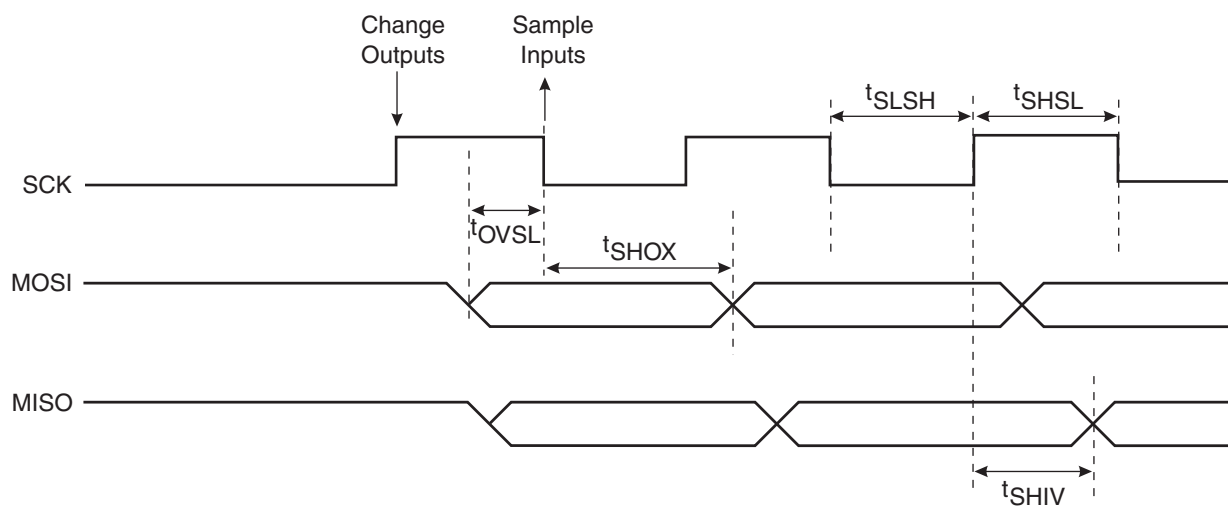 Change
Outputs
Sample
Inputs
tSLSH
tSHSL
SCK
tOVSL
tSHOX
MOSI
MISO
tSHIV